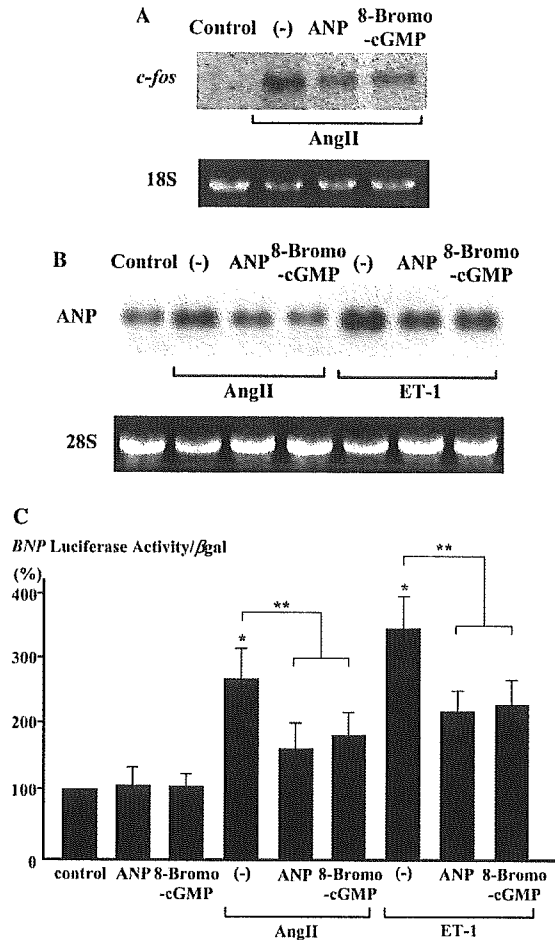 A
Control (-) ANP 8-Bromo
-cGMP
c-fos
AngII
18S
B
Control (-) ANP 8-Bromo
-cGMP (-) ANP 8-Bromo
-cGMP
ANP
AngII ET-1
28S
C
BNP Luciferase Activity/βgal
(%)
400
300
200
100
0
* ** * **
control ANP 8-Bromo
-cGMP (-) ANP 8-Bromo
-cGMP (-) ANP 8-Bromo
-cGMP
AngII ET-1